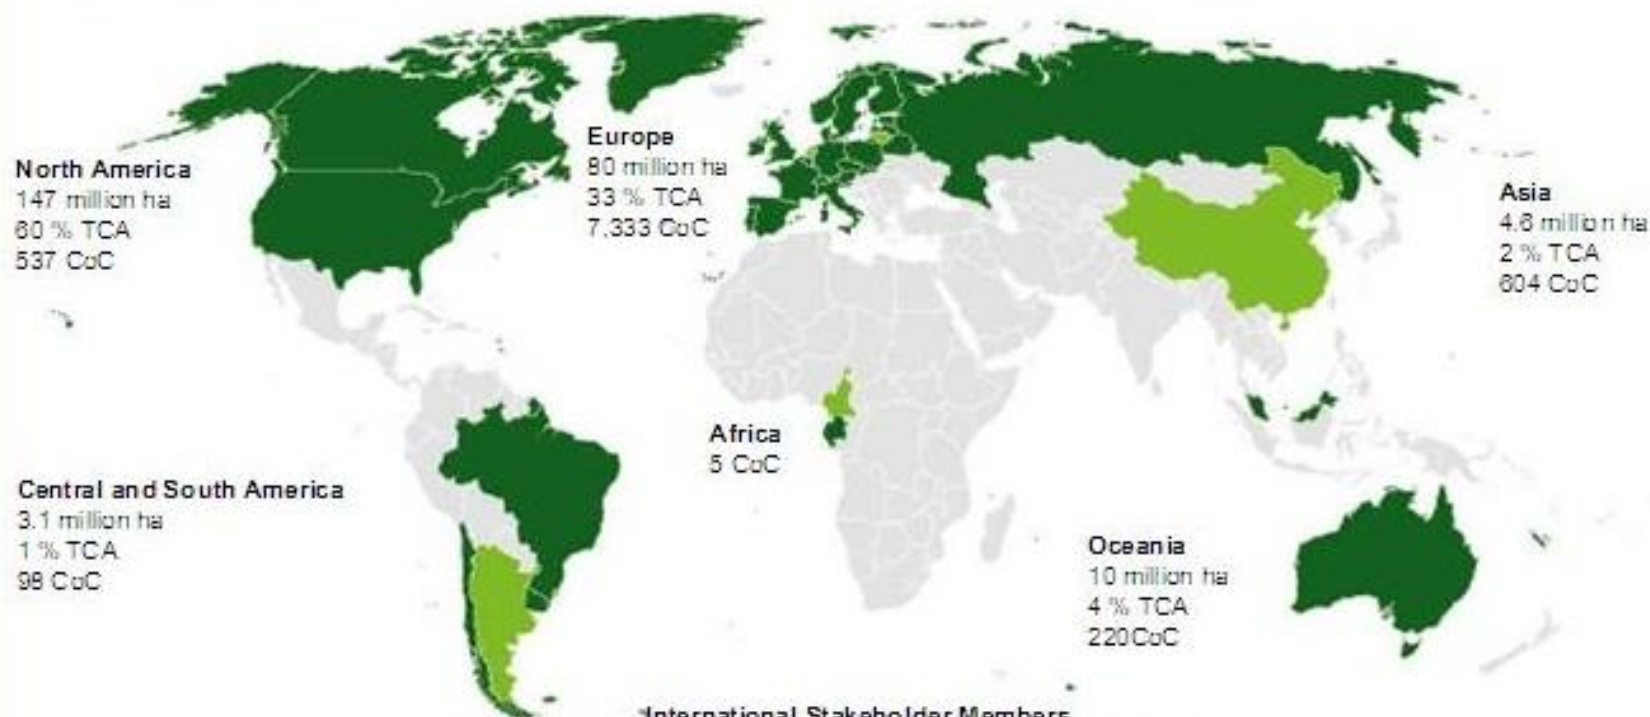 North America
147 million ha
60 % TCA
537 CoC
Europe
80 million ha
33 % TCA
7,333 CoC
Asia
4.6 million ha
2 % TCA
604 CoC
Africa
5 CoC
Central and South America
3.1 million ha
1 % TCA
98 CoC
Oceania
10 million ha
4 % TCA
220CoC
International Stakeholder Members